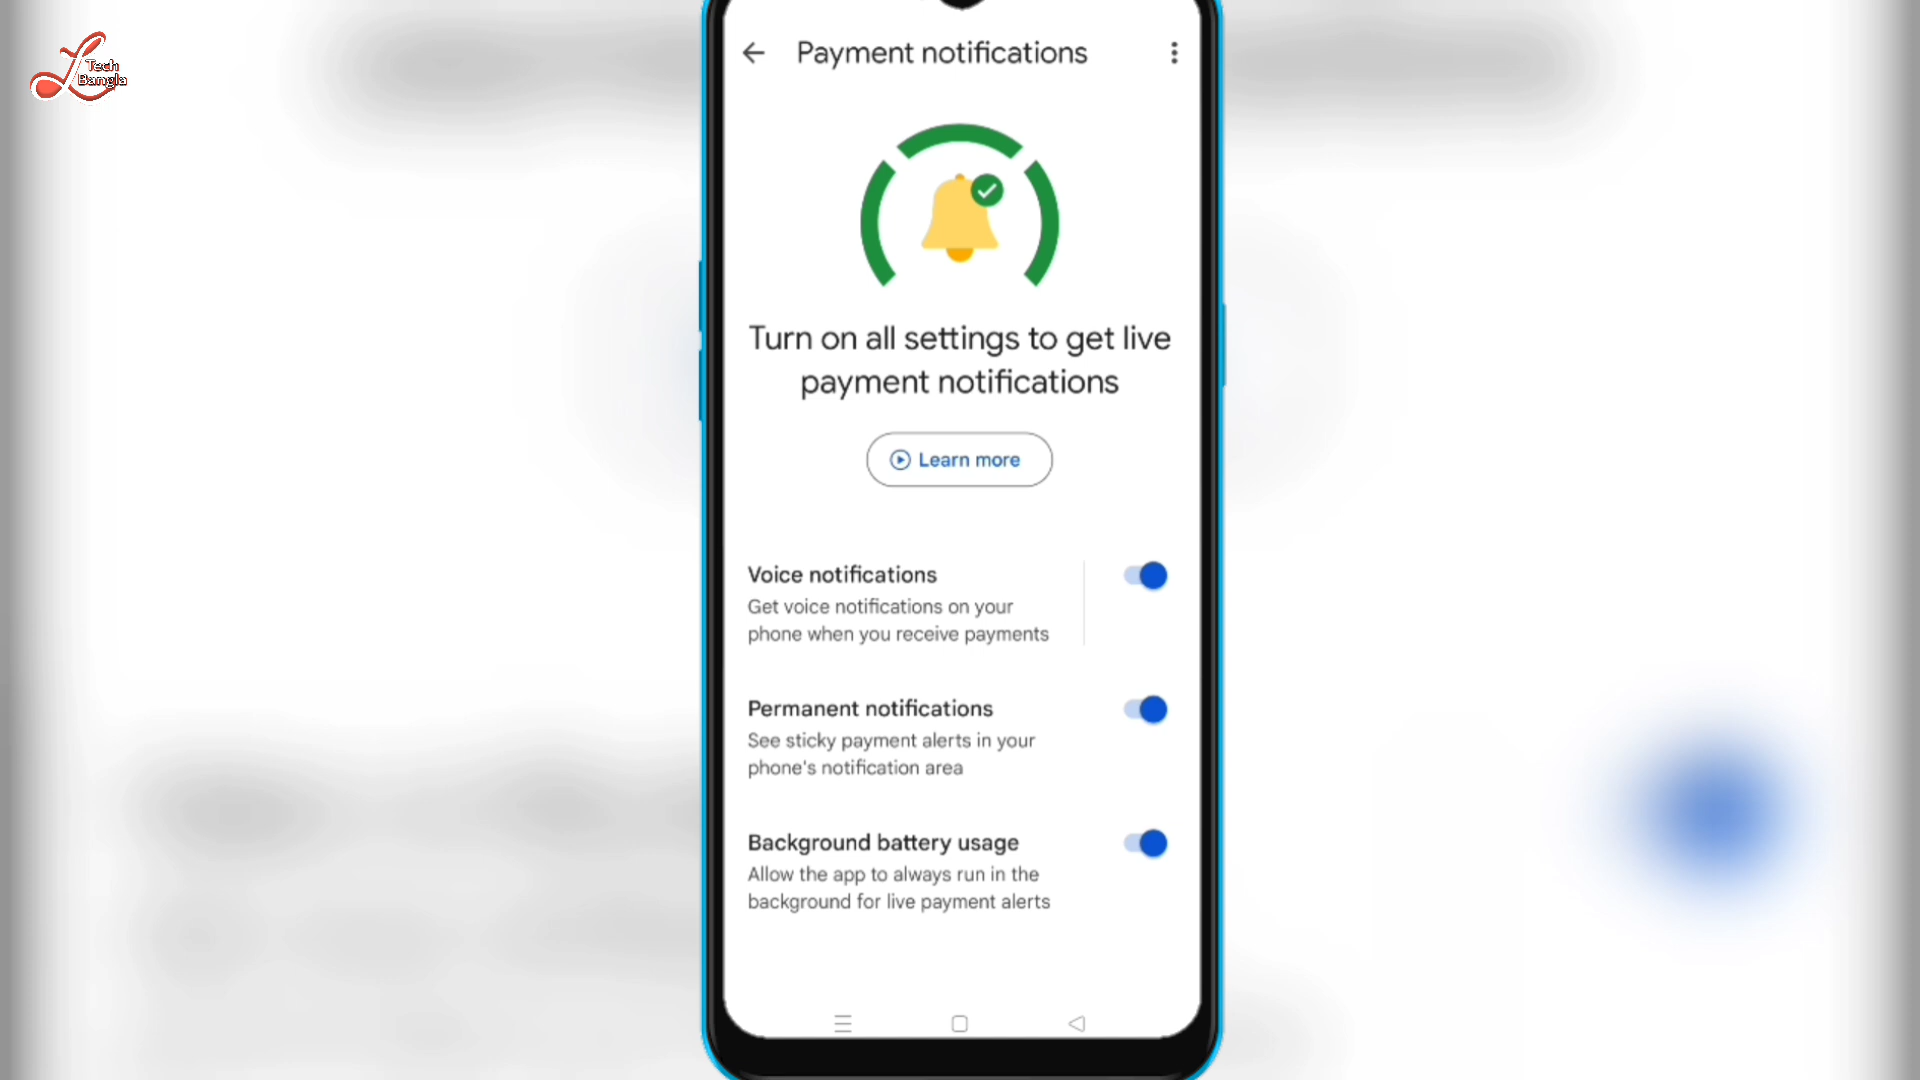 Tech
Bangla
Payment notifications
Turn on all settings to get live
payment notifications
Learn more
Voice notifications
Get voice notifications on your
phone when you receive payments
Permanent notifications
See sticky payment alerts in your
phone's notification area
Background battery usage
Allow the app to always run in the
background for live payment alerts